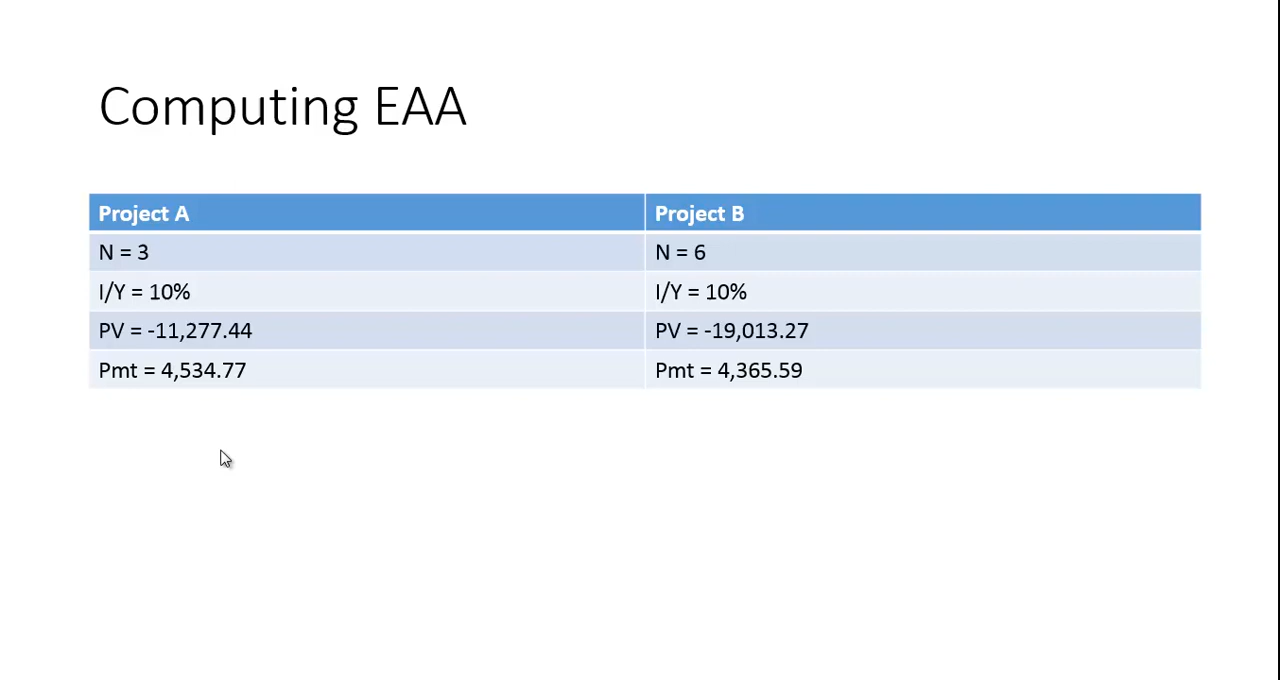 Computing EAA
Project A Project B
N = 3 N = 6
I/Y = 10% I/Y = 10%
PV = -11,277.44 PV = -19,013.27
Pmt = 4,534.77 Pmt = 4,365.59